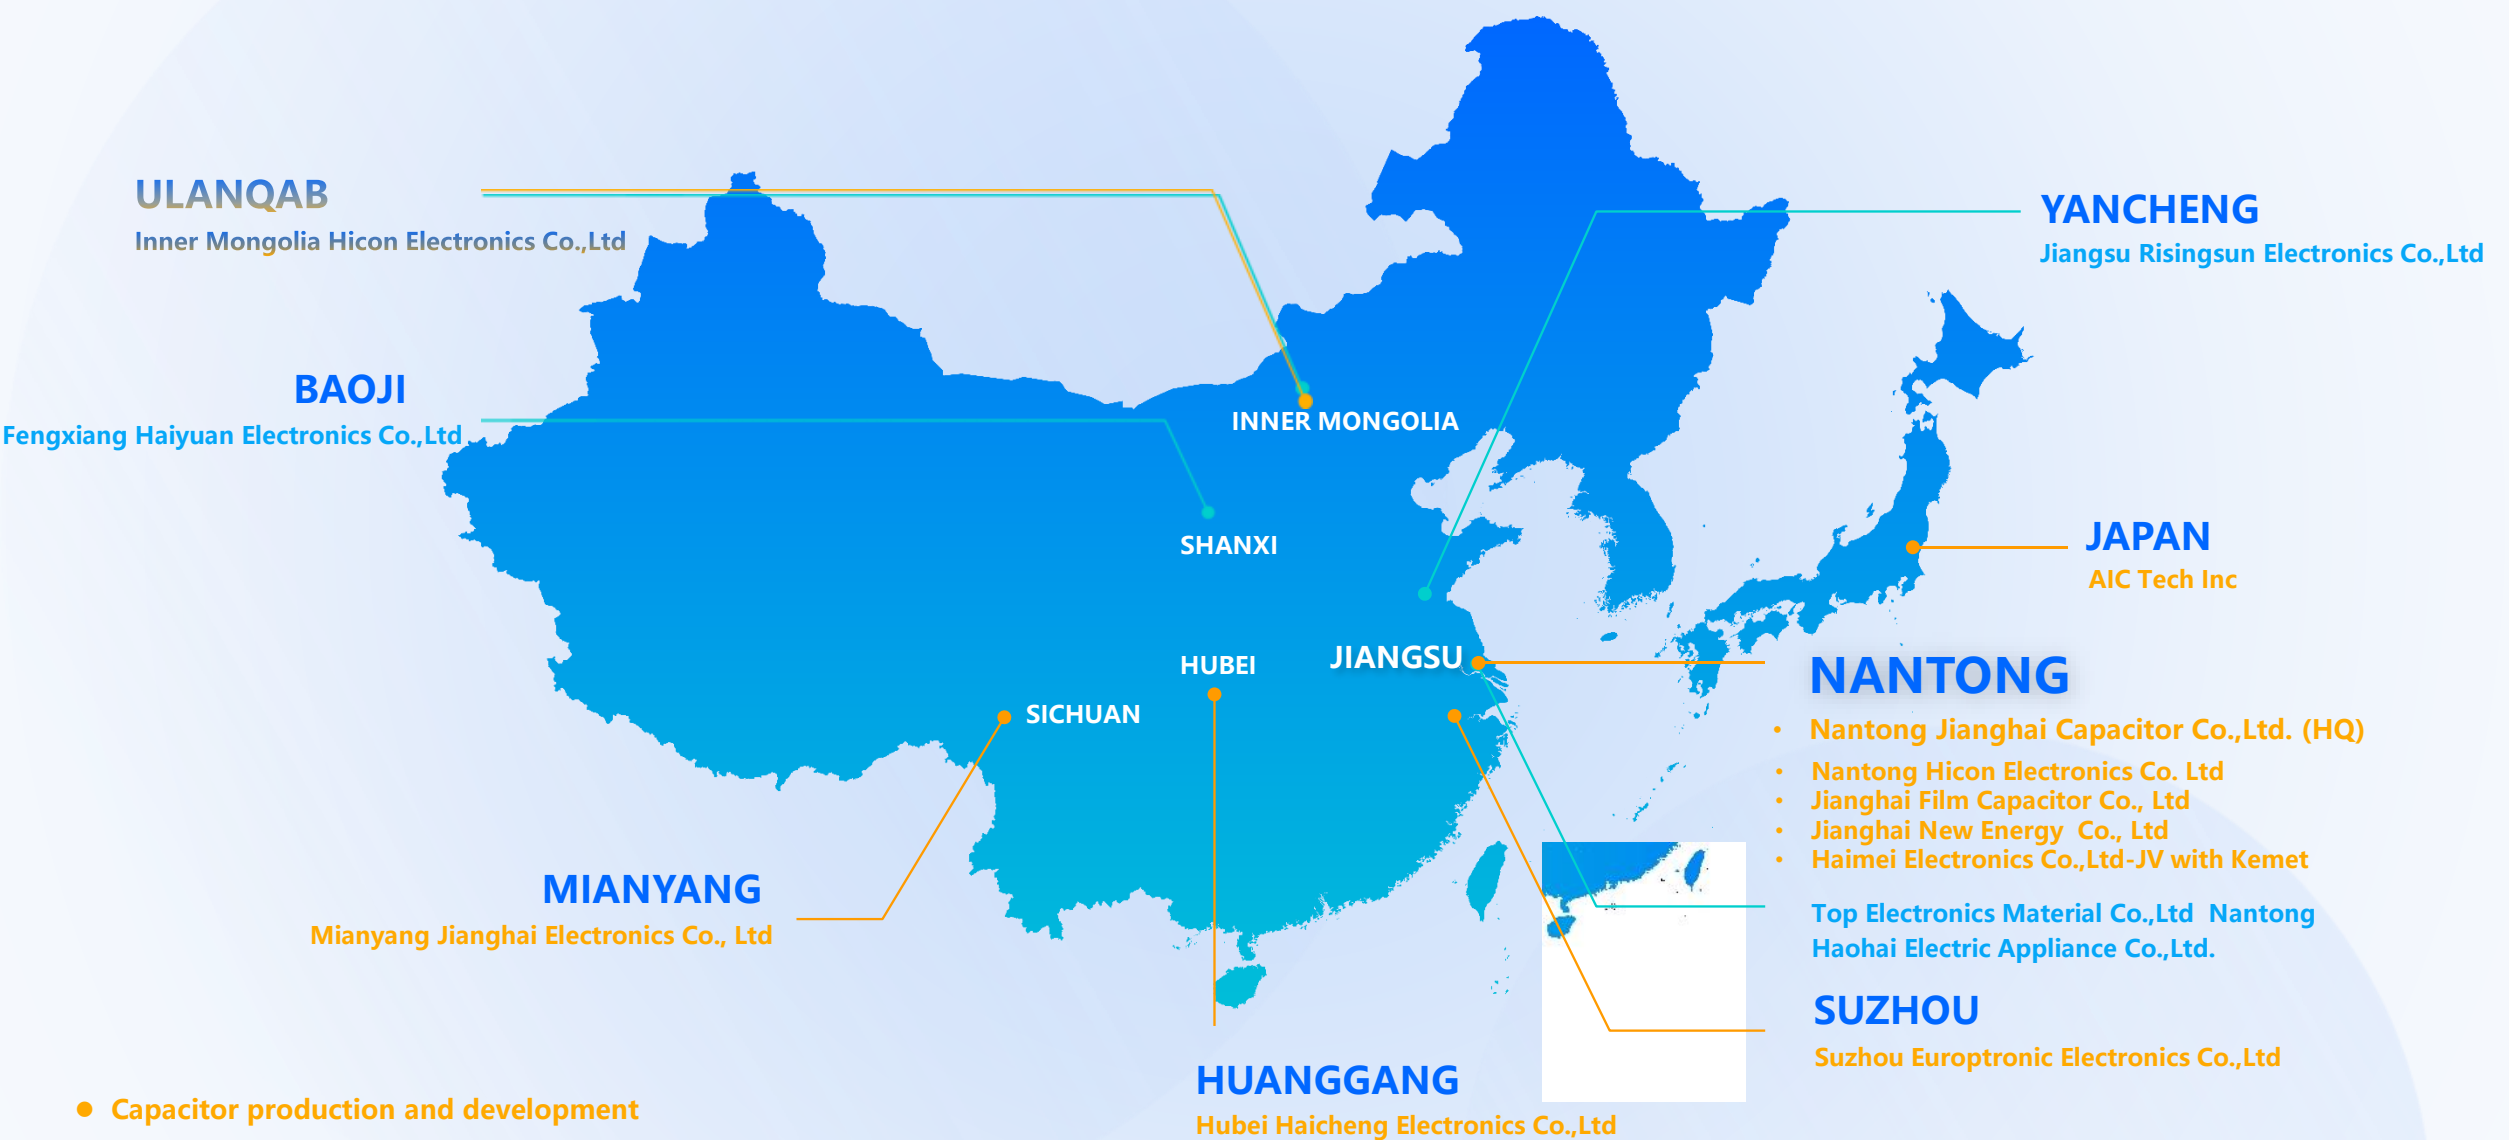 ULANQAB
Inner Mongolia Hicon Electronics Co.,Ltd
YANCHENG
Jiangsu Risingsun Electronics Co.,Ltd
BAOJI
Fengxiang Haiyuan Electronics Co.,Ltd
INNER MONGOLIA
SHANXI
JAPAN
AIC Tech Inc
HUBEI
JIANGSU
SICHUAN
NANTONG
• Nantong Jianghai Capacitor Co.,Ltd. (HQ)
• Nantong Hicon Electronics Co. Ltd
• Jianghai Film Capacitor Co., Ltd
• Jianghai New Energy  Co., Ltd
• Haimei Electronics Co.,Ltd-JV with Kemet
Top Electronics Material Co.,Ltd  Nantong
Haohai Electric Appliance Co.,Ltd.
MIANYANG
Mianyang Jianghai Electronics Co., Ltd
SUZHOU
Suzhou Europtronic Electronics Co.,Ltd
HUANGGANG
Hubei Haicheng Electronics Co.,Ltd
Capacitor production and development